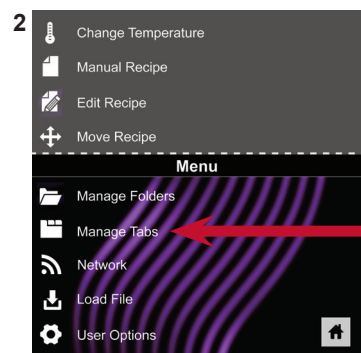 2
Change Temperature
Manual Recipe
Edit Recipe
Move Recipe
Menu
Manage Folders
Manage Tabs
Network
Load File
User Options